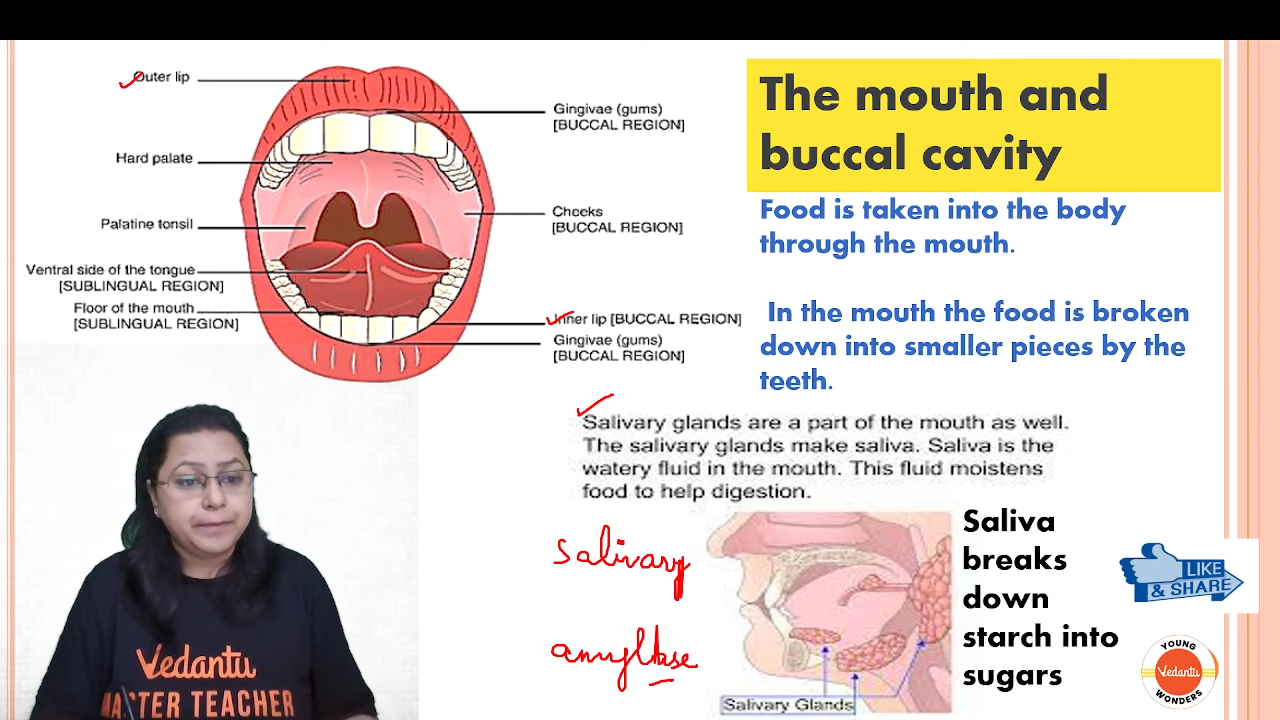 Outer lip
Gingivae (gums)
[BUCCAL REGION]
Hard palate
Cheeks
[BUCCAL REGION]
Palatine tonsil
Ventral side of the tongue
[SUBLINGUAL REGION]
Floor of the mouth
[SUBLINGUAL REGION]
Inner lip [BUCCAL REGION]
Gingivae (gums)
[BUCCAL REGION]
The mouth and
buccal cavity
Food is taken into the body
through the mouth.
In the mouth the food is broken
down into smaller pieces by the
teeth.
Salivary glands are a part of the mouth as well.
The salivary glands make saliva. Saliva is the
watery fluid in the mouth. This fluid moistens
food to help digestion.
Salivary
amylase
Salivary Glands
Saliva
breaks
down
starch into
sugars
LIKE
& SHARE
YOUNG
Vedantu
WONDERS
Vedantu
MASTER TEACHER